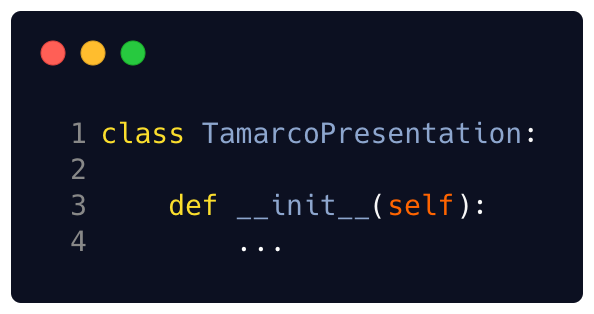 1 class TamarcoPresentation:
2
3     def __init__(self):
4         ...